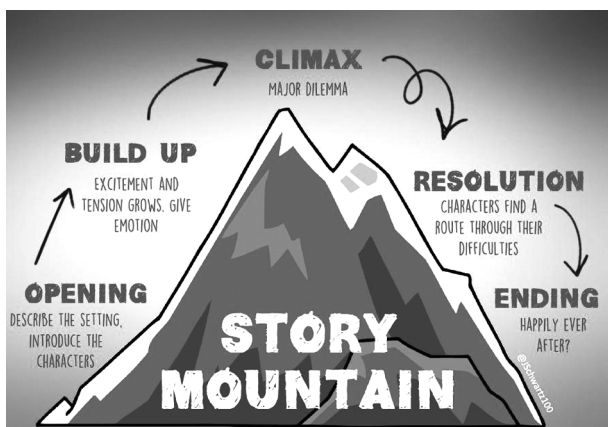 CLIMAX
MAJOR DILEMMA
BUILD UP
EXCITEMENT AND
TENSION GROWS. GIVE
EMOTION
RESOLUTION
CHARACTERS FIND A
ROUTE THROUGH THEIR
DIFFICULTIES
OPENING
DESCRIBE THE SETTING,
INTRODUCE THE
CHARACTERS
ENDING
HAPPILY EVER
AFTER?
STORY
MOUNTAIN
@JSchwartz100